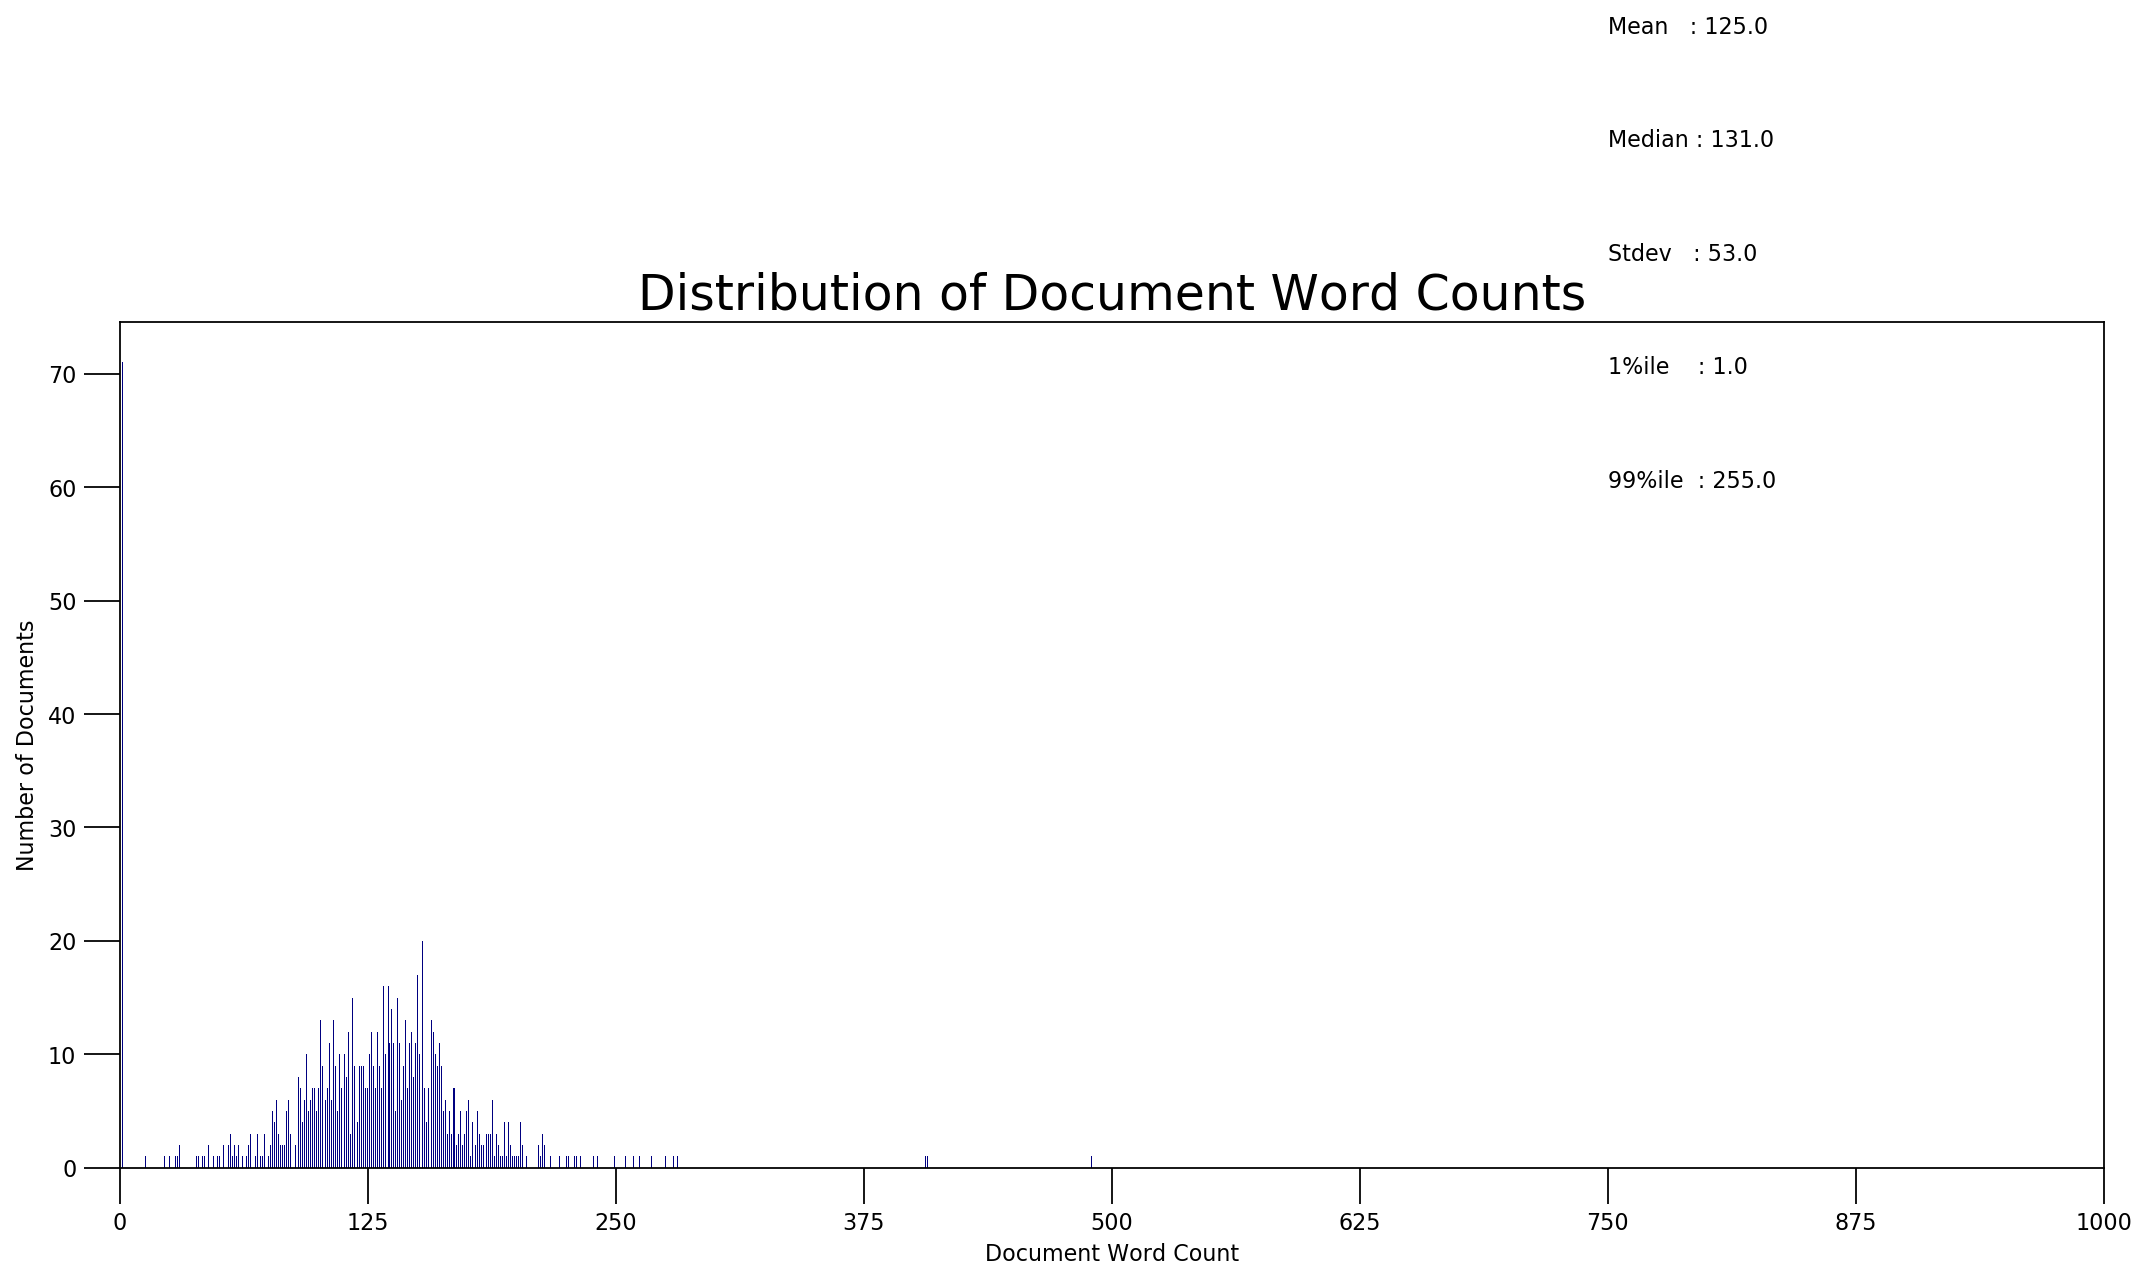 Mean : 125.0
Median : 131.0
Stdev : 53.0
Distribution of Document Word Counts
1%ile : 1.0
99%ile : 255.0
Number of Documents
70
60
50
40
30
20
10
0
0 125 250 375 500 625 750 875 1000
Document Word Count